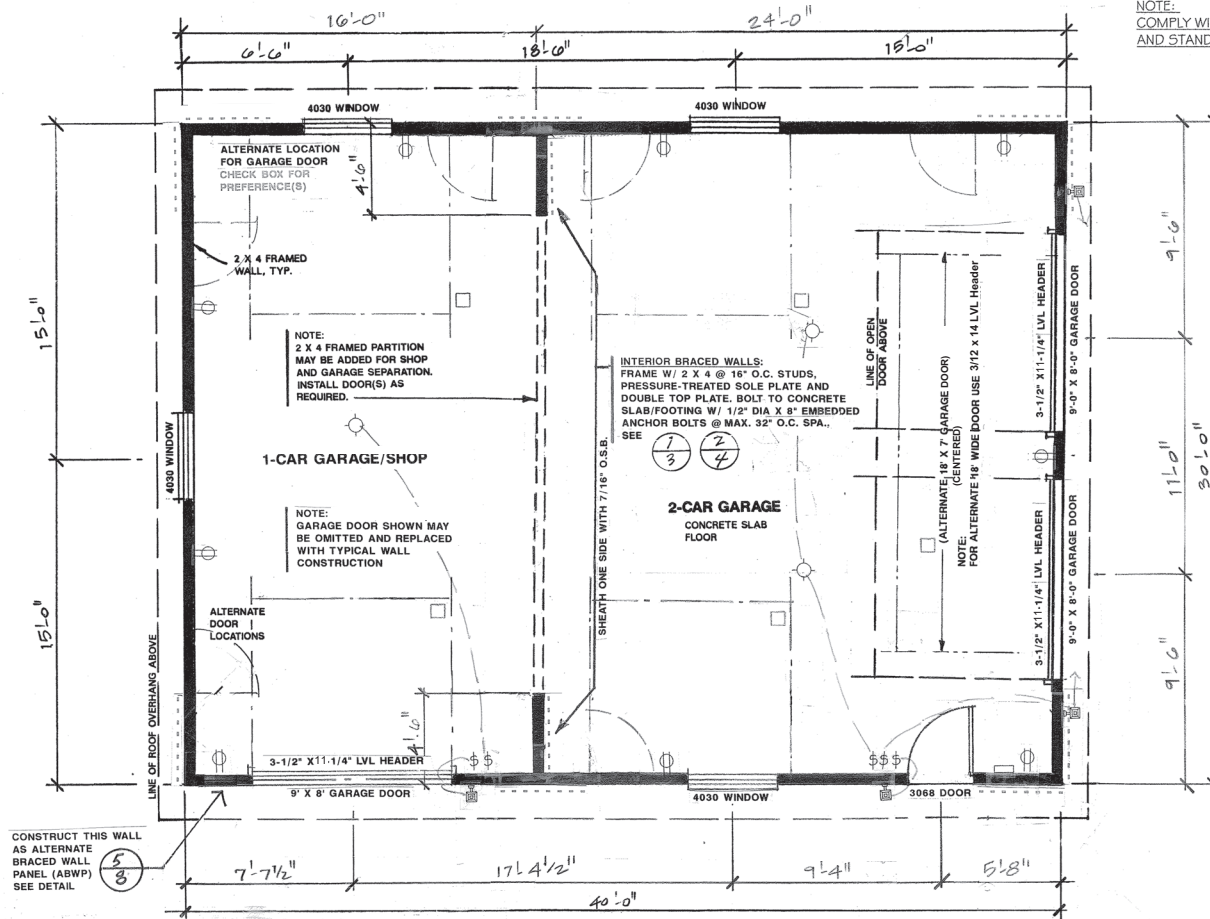 NOTE:
COMPLY WI
AND STAND
16'-0"
24'-0"
6'-6"
18'-6"
15'-0"
4030 WINDOW
4030 WINDOW
ALTERNATE LOCATION
FOR GARAGE DOOR
CHECK BOX FOR
PREFERENCE(S)
4'-6"
2 X 4 FRAMED
WALL, TYP.
15'-0"
15'-0"
4030 WINDOW
NOTE:
2 X 4 FRAMED PARTITION
MAY BE ADDED FOR SHOP
AND GARAGE SEPARATION.
INSTALL DOOR(S) AS
REQUIRED.
1-CAR GARAGE/SHOP
NOTE:
GARAGE DOOR SHOWN MAY
BE OMITTED AND REPLACED
WITH TYPICAL WALL
CONSTRUCTION
ALTERNATE
DOOR
LOCATIONS
LINE OF ROOF OVERHANG ABOVE
SHEATH ONE SIDE WITH 7/16" O.S.B.
INTERIOR BRACED WALLS:
FRAME W/ 2 X 4 @ 16" O.C. STUDS,
PRESSURE-TREATED SOLE PLATE AND
DOUBLE TOP PLATE. BOLT TO CONCRETE
SLAB/FOOTING W/ 1/2" DIA X 8" EMBEDDED
ANCHOR BOLTS @ MAX. 32" O.C. SPA.,
SEE
1
3
2
4
2-CAR GARAGE
CONCRETE SLAB
FLOOR
LINE OF OPEN
DOOR ABOVE
(ALTERNATE 18' X 7' GARAGE DOOR)
(CENTERED)
NOTE:
FOR ALTERNATE 18' WIDE DOOR USE 3/12 x 14 LVL Header
3-1/2" X11-1/4" LVL HEADER
9'-0" X 8'-0" GARAGE DOOR
3-1/2" X11-1/4" LVL HEADER
9'-0" X 8'-0" GARAGE DOOR
9'-6"
11'-0"
30'-0"
9'-6"
4'-6"
$ $
$ $ $
3-1/2" X11-1/4" LVL HEADER
9' X 8' GARAGE DOOR
4030 WINDOW
3068 DOOR
CONSTRUCT THIS WALL
AS ALTERNATE
BRACED WALL
PANEL (ABWP)
SEE DETAIL
5
8
7'-7 1/2"
17'-4 1/2"
9'-4"
5'-8"
40'-0"